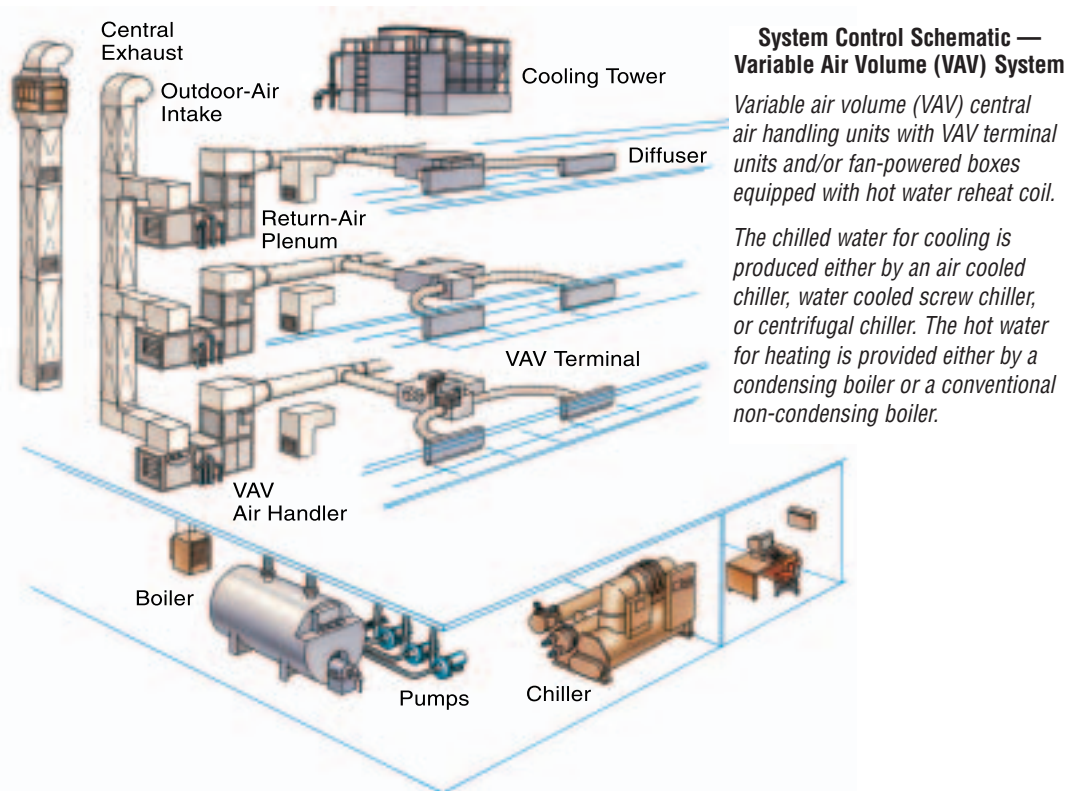 Central
Exhaust
Outdoor-Air
Intake
Cooling Tower
Diffuser
Return-Air
Plenum
VAV Terminal
VAV
Air Handler
Boiler
Pumps
Chiller
System Control Schematic —
Variable Air Volume (VAV) System
Variable air volume (VAV) central
air handling units with VAV terminal
units and/or fan-powered boxes
equipped with hot water reheat coil.
The chilled water for cooling is
produced either by an air cooled
chiller, water cooled screw chiller,
or centrifugal chiller. The hot water
for heating is provided either by a
condensing boiler or a conventional
non-condensing boiler.